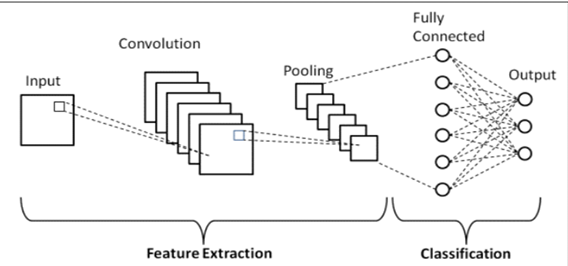 Input
Convolution
Pooling
Fully
Connected
Output
Feature Extraction
Classification